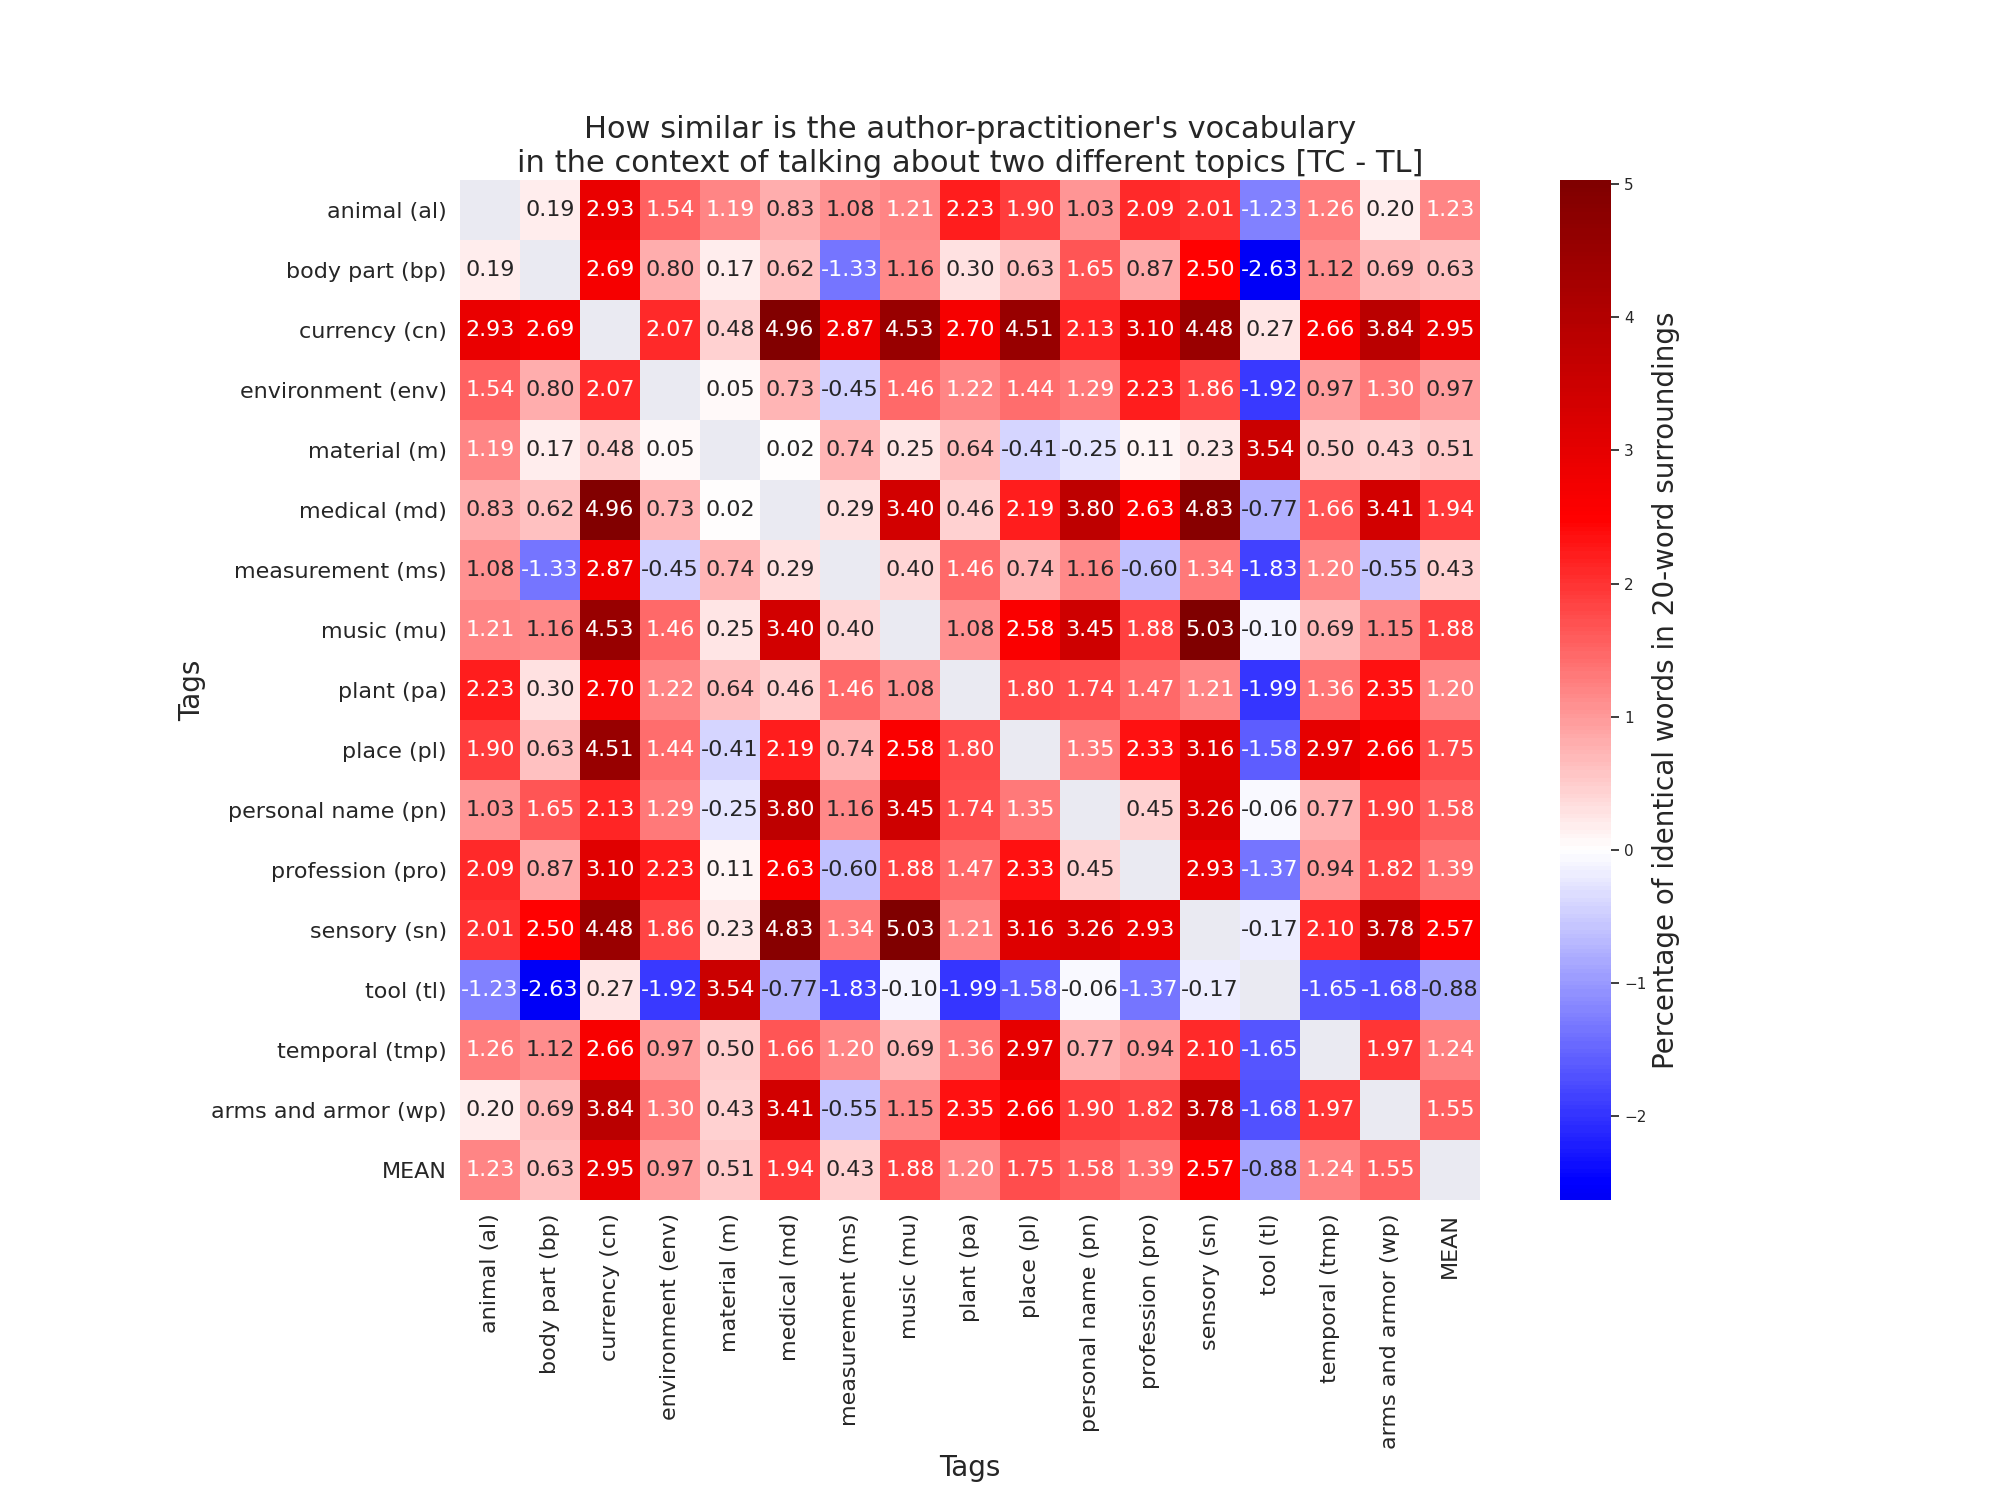 How similar is the author-practitioner's vocabulary
in the context of talking about two different topics [TC - TL]
Tags
animal (al) 0.19 2.93 1.54 1.19 0.83 1.08 1.21 2.23 1.90 1.03 2.09 2.01 -1.23 1.26 0.20 1.23
body part (bp) 0.19 2.69 0.80 0.17 0.62 -1.33 1.16 0.30 0.63 1.65 0.87 2.50 -2.63 1.12 0.69 0.63
currency (cn) 2.93 2.69 2.07 0.48 4.96 2.87 4.53 2.70 4.51 2.13 3.10 4.48 0.27 2.66 3.84 2.95
environment (env) 1.54 0.80 2.07 0.05 0.73 -0.45 1.46 1.22 1.44 1.29 2.23 1.86 -1.92 0.97 1.30 0.97
material (m) 1.19 0.17 0.48 0.05 0.02 0.74 0.25 0.64 -0.41 -0.25 0.11 0.23 3.54 0.50 0.43 0.51
medical (md) 0.83 0.62 4.96 0.73 0.02 0.29 3.40 0.46 2.19 3.80 2.63 4.83 -0.77 1.66 3.41 1.94
measurement (ms) 1.08 -1.33 2.87 -0.45 0.74 0.29 0.40 1.46 0.74 1.16 -0.60 1.34 -1.83 1.20 -0.55 0.43
music (mu) 1.21 1.16 4.53 1.46 0.25 3.40 0.40 1.08 2.58 3.45 1.88 5.03 -0.10 0.69 1.15 1.88
plant (pa) 2.23 0.30 2.70 1.22 0.64 0.46 1.46 1.08 1.80 1.74 1.47 1.21 -1.99 1.36 2.35 1.20
place (pl) 1.90 0.63 4.51 1.44 -0.41 2.19 0.74 2.58 1.80 1.35 2.33 3.16 -1.58 2.97 2.66 1.75
personal name (pn) 1.03 1.65 2.13 1.29 -0.25 3.80 1.16 3.45 1.74 1.35 0.45 3.26 -0.06 0.77 1.90 1.58
profession (pro) 2.09 0.87 3.10 2.23 0.11 2.63 -0.60 1.88 1.47 2.33 0.45 2.93 -1.37 0.94 1.82 1.39
sensory (sn) 2.01 2.50 4.48 1.86 0.23 4.83 1.34 5.03 1.21 3.16 3.26 2.93 -0.17 2.10 3.78 2.57
tool (tl) -1.23 -2.63 0.27 -1.92 3.54 -0.77 -1.83 -0.10 -1.99 -1.58 -0.06 -1.37 -0.17 -1.65 -1.68 -0.88
temporal (tmp) 1.26 1.12 2.66 0.97 0.50 1.66 1.20 0.69 1.36 2.97 0.77 0.94 2.10 -1.65 1.97 1.24
arms and armor (wp) 0.20 0.69 3.84 1.30 0.43 3.41 -0.55 1.15 2.35 2.66 1.90 1.82 3.78 -1.68 1.97 1.55
MEAN 1.23 0.63 2.95 0.97 0.51 1.94 0.43 1.88 1.20 1.75 1.58 1.39 2.57 -0.88 1.24 1.55
animal (al)
body part (bp)
currency (cn)
environment (env)
material (m)
medical (md)
measurement (ms)
music (mu)
plant (pa)
place (pl)
personal name (pn)
profession (pro)
sensory (sn)
tool (tl)
temporal (tmp)
arms and armor (wp)
MEAN
Tags
5
4
3
2
1
0
−1
−2
Percentage of identical words in 20-word surroundings